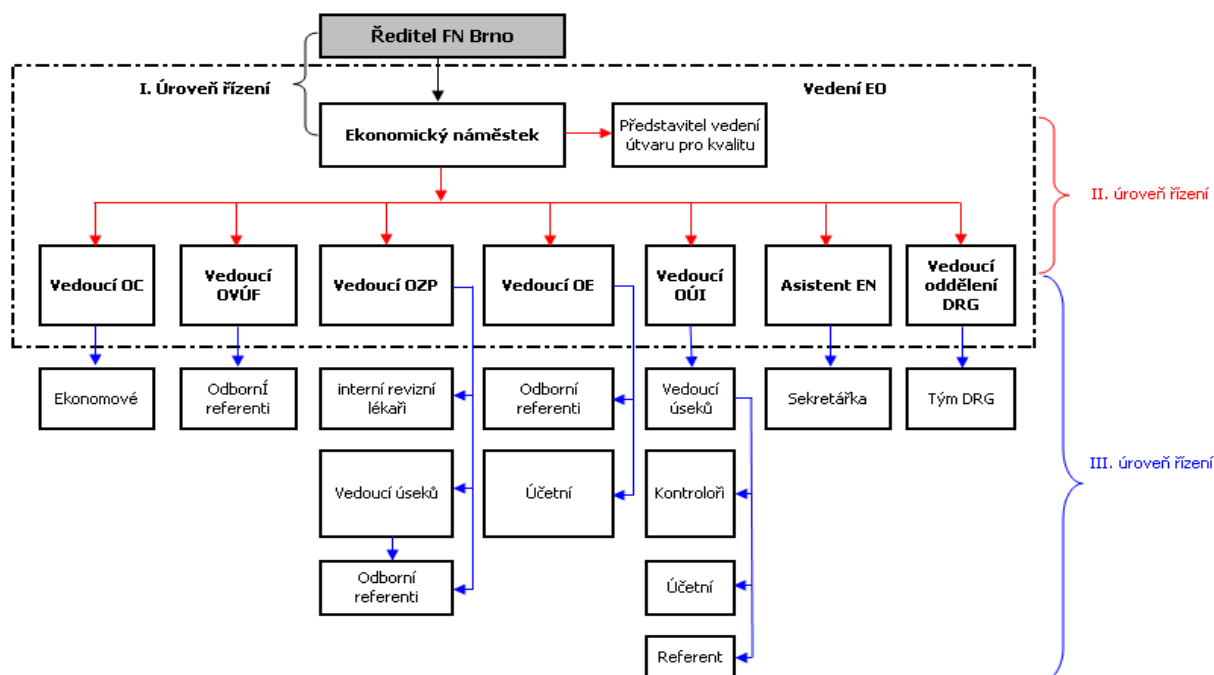 Ředitel FN Brno
I. Úroveň řízení
Vedení EO
Ekonomický náměstek
Představitel vedení
útvaru pro kvalitu
II. úroveň řízení
Vedoucí OC
Vedoucí
OVÚF
Vedoucí OZP
Vedoucí OE
Vedoucí
OÚI
Asistent EN
Vedoucí
oddělení
DRG
Ekonomové
OdbornÍ
referenti
interní revizní
lékaři
Odborní
referenti
Vedoucí
úseků
Sekretářka
Tým DRG
III. úroveň řízení
Vedoucí úseků
Účetní
Kontroloři
Odborní
referenti
Účetní
Referent